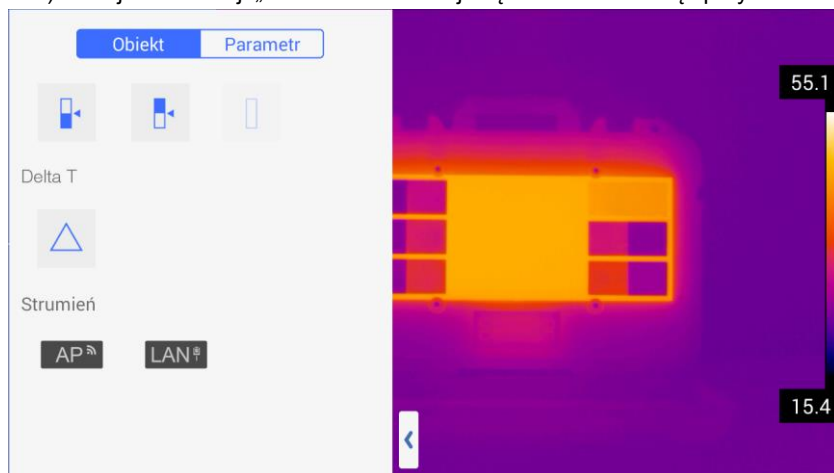 Obiekt Parametr
Delta T
Strumień
AP LAN
55.1
15.4